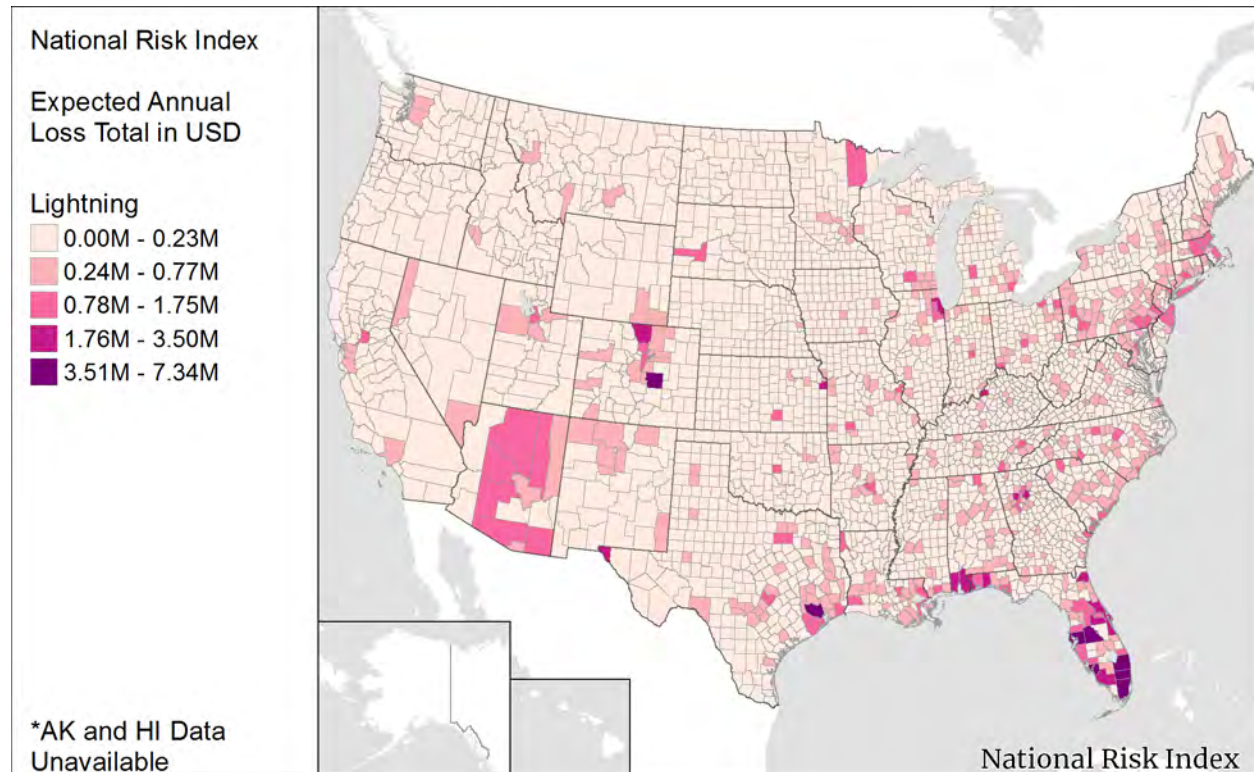 National Risk Index
Expected Annual
Loss Total in USD
Lightning
0.00M - 0.23M
0.24M - 0.77M
0.78M - 1.75M
1.76M - 3.50M
3.51M - 7.34M
*AK and HI Data
Unavailable
National Risk Index